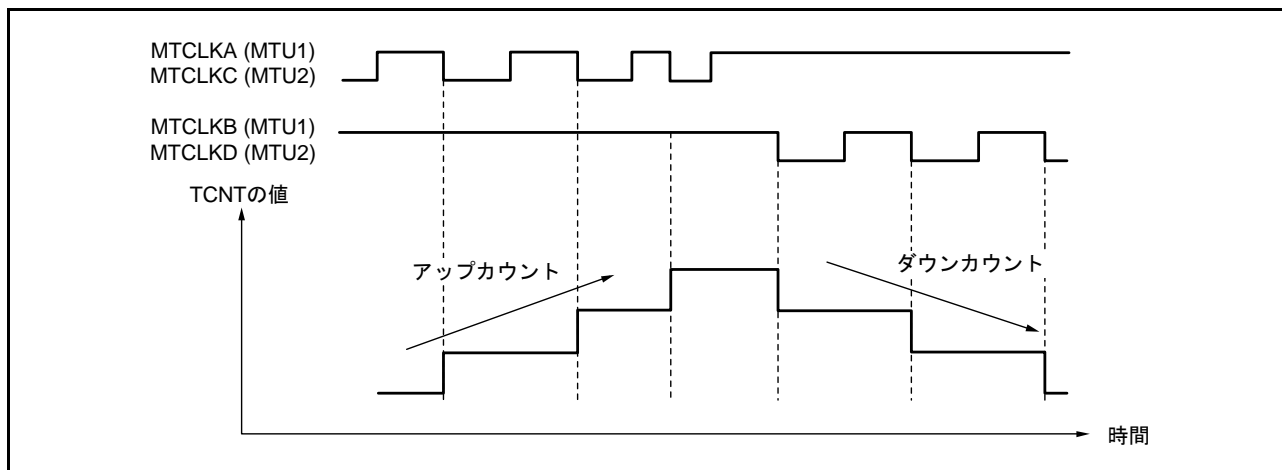 MTCLKA (MTU1)
MTCLKC (MTU2)
MTCLKB (MTU1)
MTCLKD (MTU2)
TCNTの値
アップカウント
ダウンカウント
時間